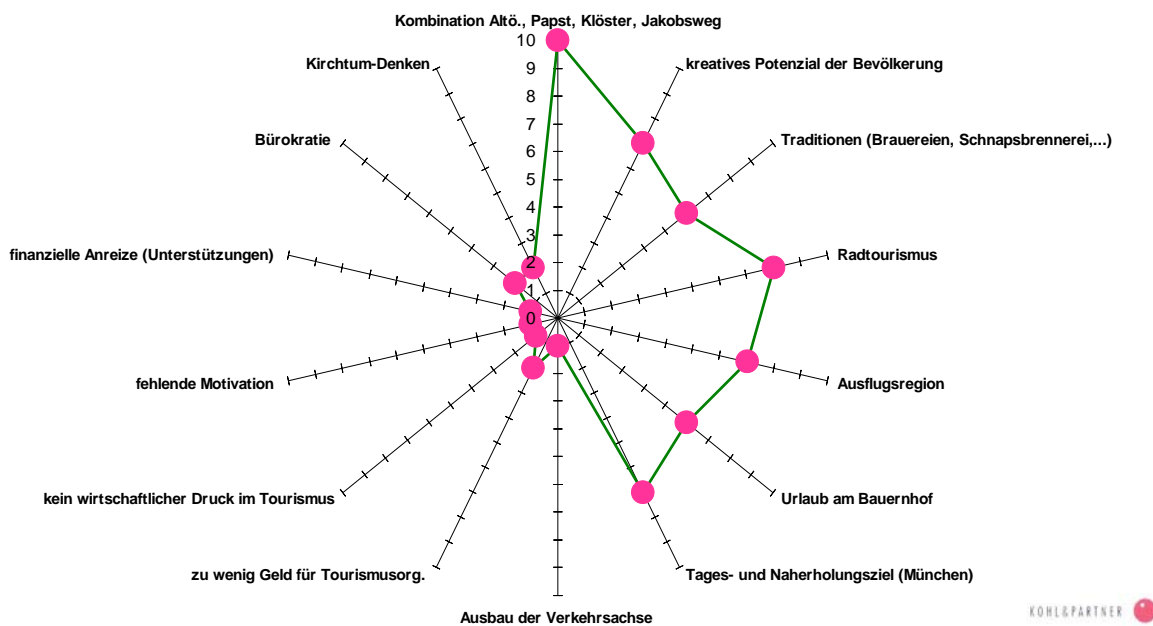 Kombination Altö., Papst, Klöster, Jakobsweg
10
9
8
7
6
5
4
3
2
1
0
kreatives Potenzial der Bevölkerung
Traditionen (Brauereien, Schnapsbrennerei,...)
Radtourismus
Ausflugsregion
Urlaub am Bauernhof
Tages- und Naherholungsziel (München)
Ausbau der Verkehrsachse
zu wenig Geld für Tourismusorg.
kein wirtschaftlicher Druck im Tourismus
fehlende Motivation
finanzielle Anreize (Unterstützungen)
Bürokratie
Kirchtum-Denken
KOHL&PARTNER